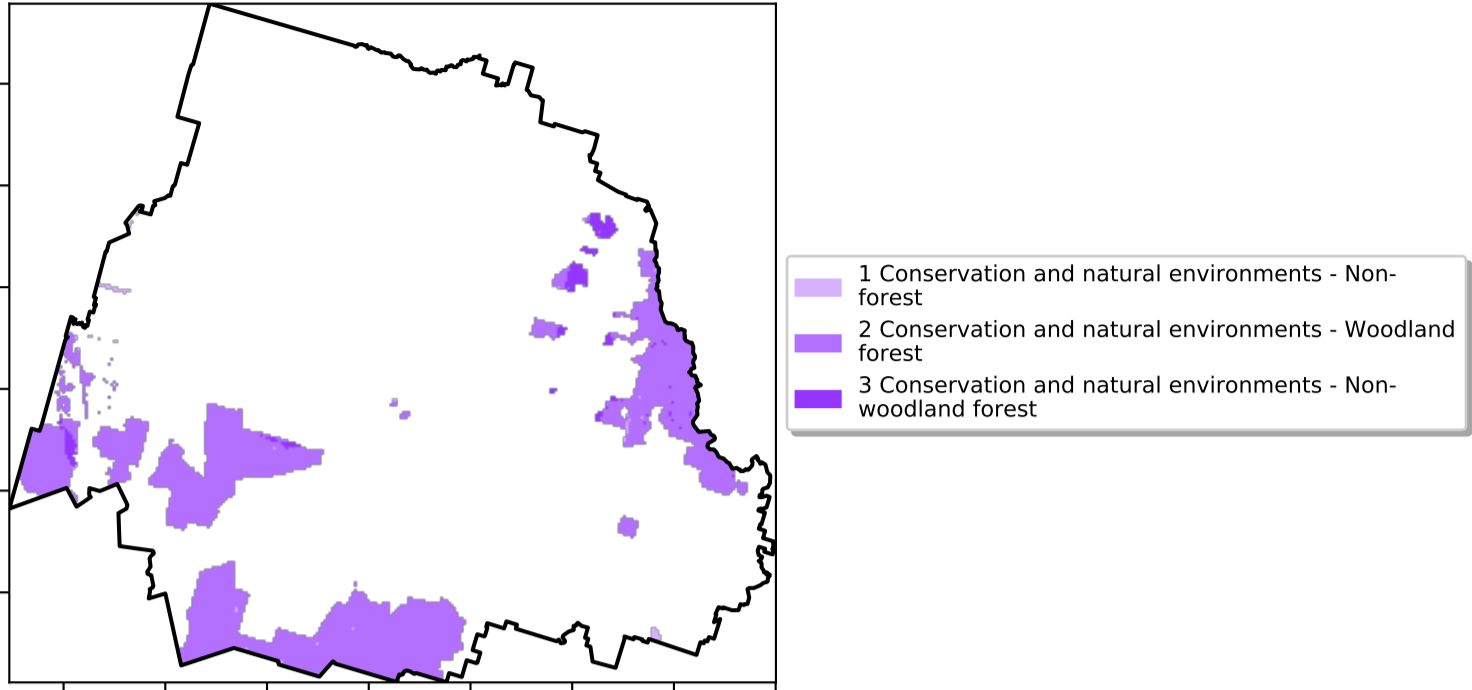 1 Conservation and natural environments - Non-
forest
2 Conservation and natural environments - Woodland
forest
3 Conservation and natural environments - Non-
woodland forest